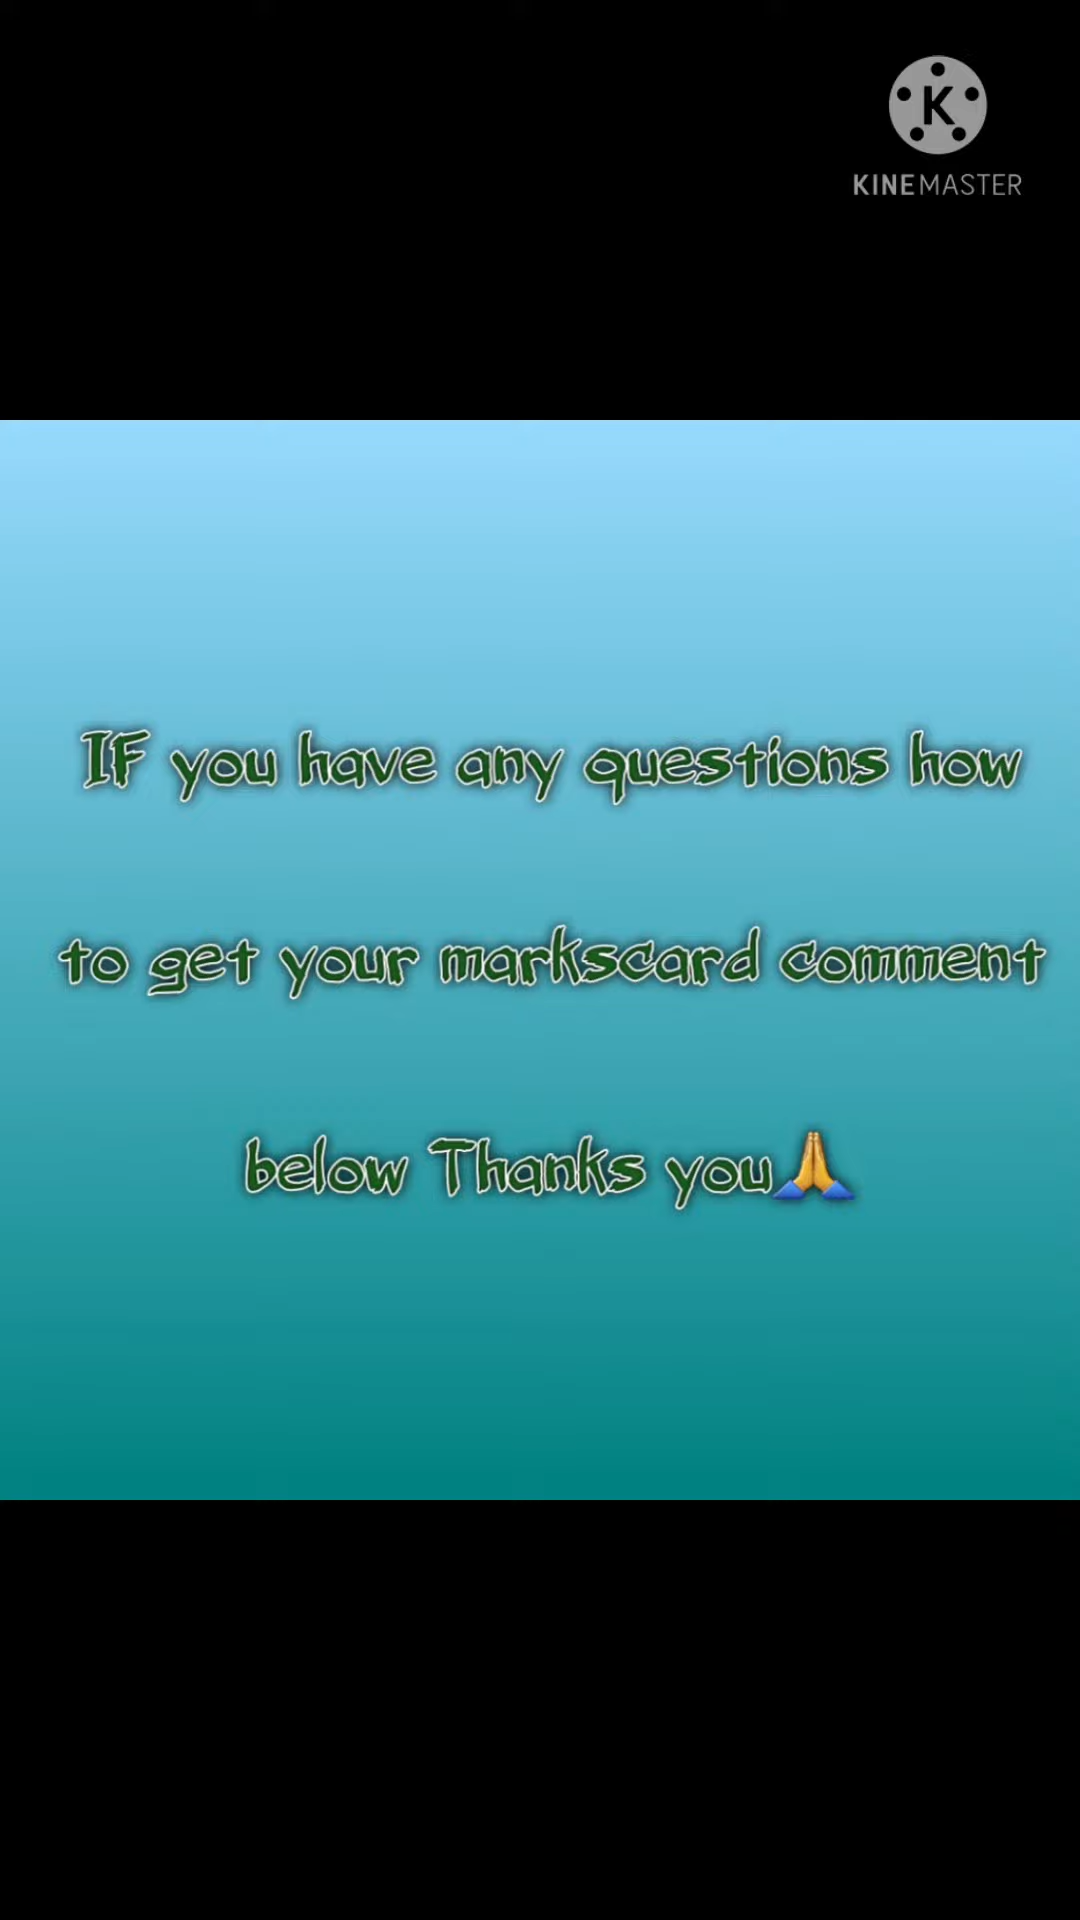 K
KINEMASTER
IF you have any questions how
to get your markscard comment
below Thanks you🙏